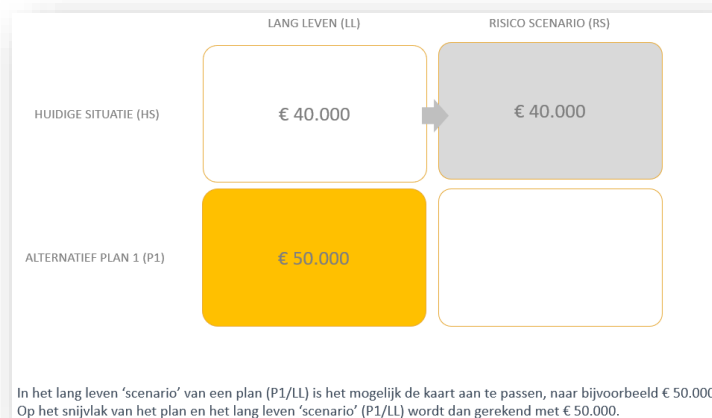 LANG LEVEN (LL) RISICO SCENARIO (RS)
HUIDIGE SITUATIE (HS) € 40.000 € 40.000
ALTERNATIEF PLAN 1 (P1) € 50.000
In het lang leven ‘scenario’ van een plan (P1/LL) is het mogelijk de kaart aan te passen, naar bijvoorbeeld € 50.000
Op het snijvlak van het plan en het lang leven ‘scenario’ (P1/LL) wordt dan gerekend met € 50.000.